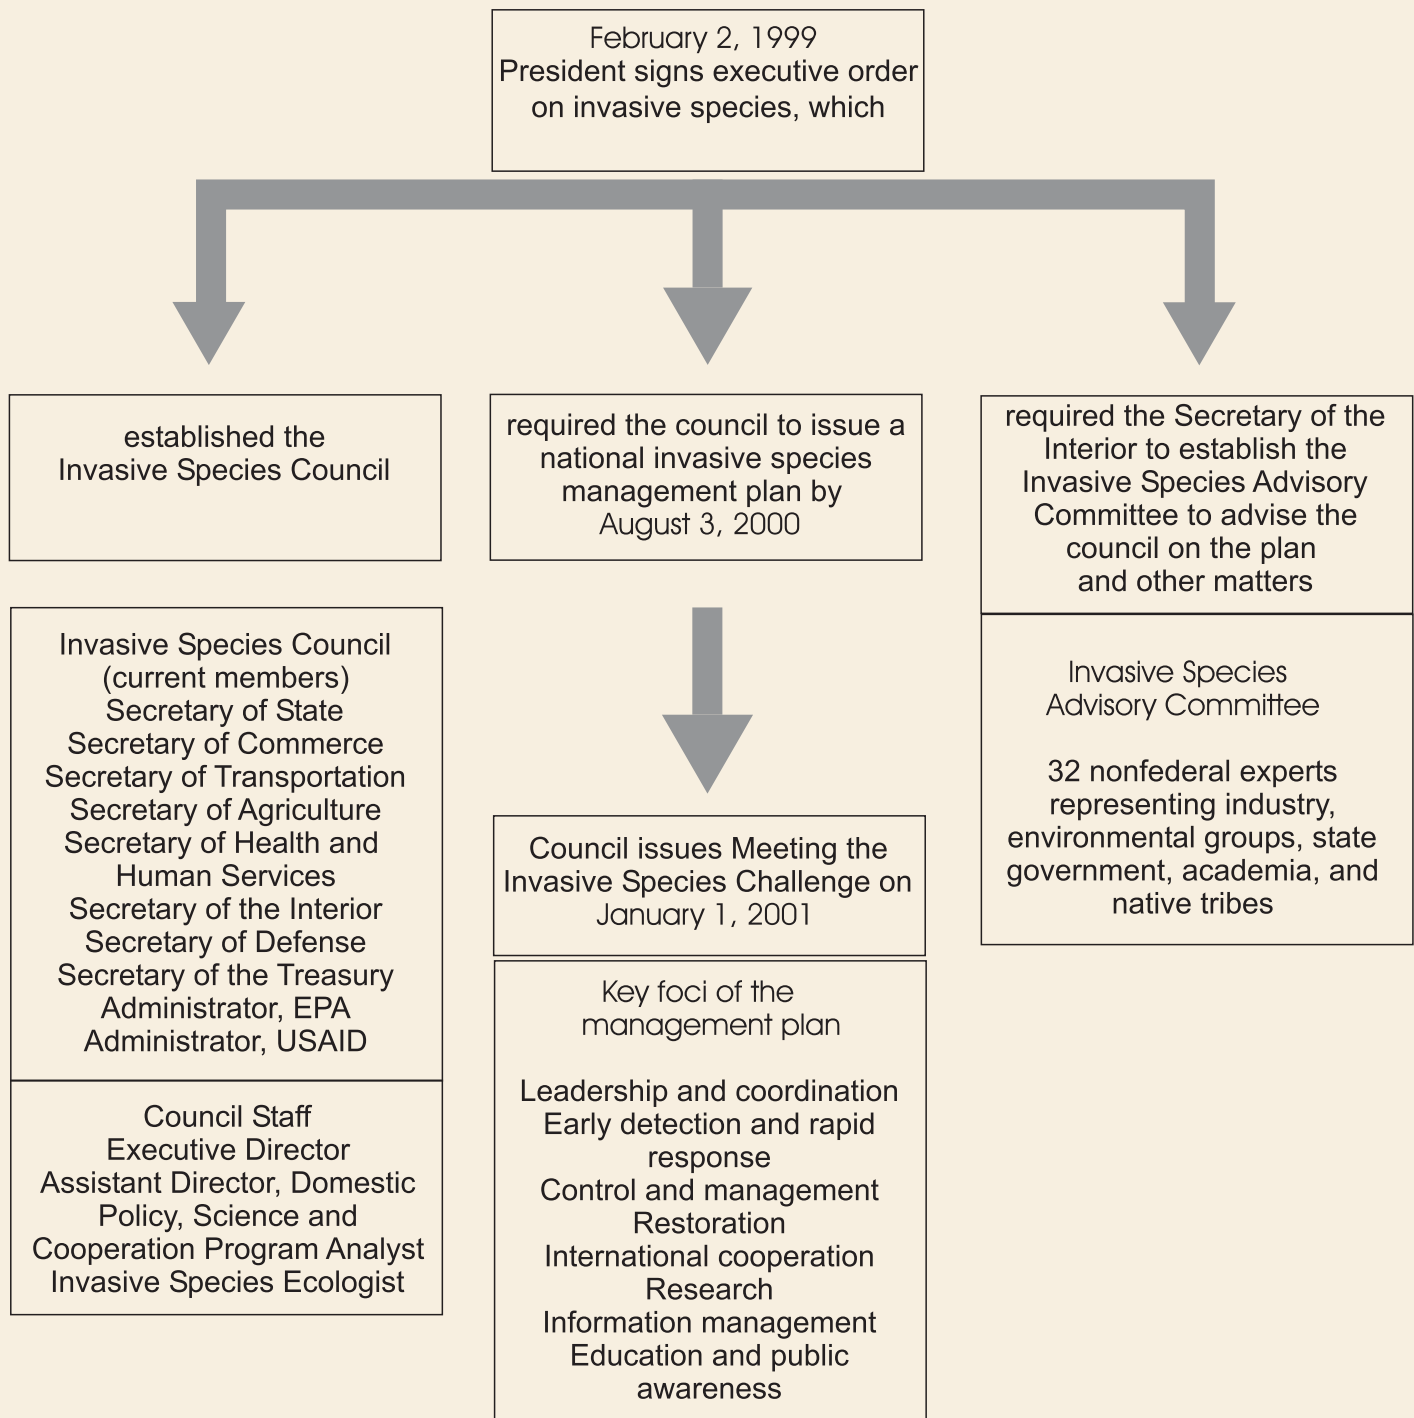 February 2, 1999
President signs executive order
on invasive species, which
established the
Invasive Species Council
required the council to issue a
national invasive species
management plan by
August 3, 2000
required the Secretary of the
Interior to establish the
Invasive Species Advisory
Committee to advise the
council on the plan
and other matters
Invasive Species Council
(current members)
Secretary of State
Secretary of Commerce
Secretary of Transportation
Secretary of Agriculture
Secretary of Health and
Human Services
Secretary of the Interior
Secretary of Defense
Secretary of the Treasury
Administrator, EPA
Administrator, USAID
Council Staff
Executive Director
Assistant Director, Domestic
Policy, Science and
Cooperation Program Analyst
Invasive Species Ecologist
Council issues Meeting the
Invasive Species Challenge on
January 1, 2001
Key foci of the
management plan
Leadership and coordination
Early detection and rapid
response
Control and management
Restoration
International cooperation
Research
Information management
Education and public
awareness
Invasive Species
Advisory Committee
32 nonfederal experts
representing industry,
environmental groups, state
government, academia, and
native tribes